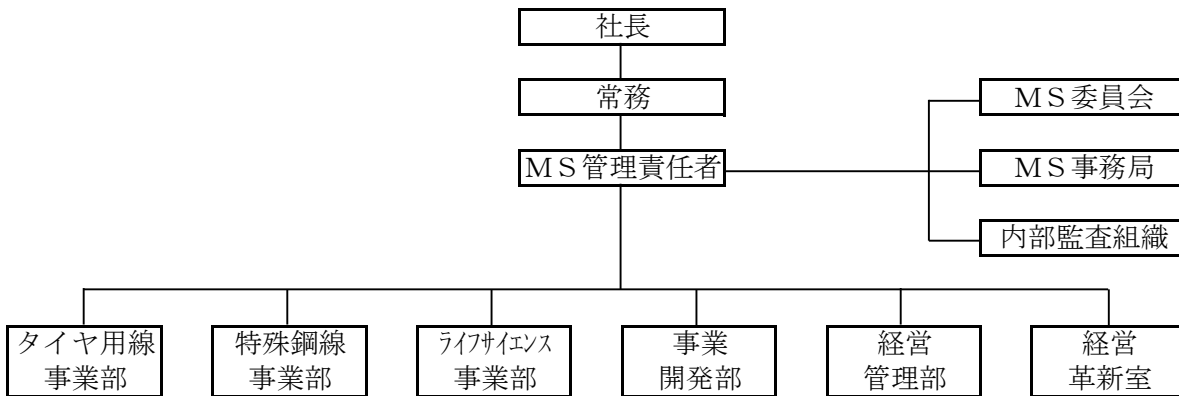 社長
常務
ＭＳ委員会
ＭＳ管理責任者
ＭＳ事務局
内部監査組織
タイヤ用線
事業部
特殊鋼線
事業部
ﾗｲﾌｻｲｴﾝｽ
事業部
事業
開発部
経営
管理部
経営
革新室